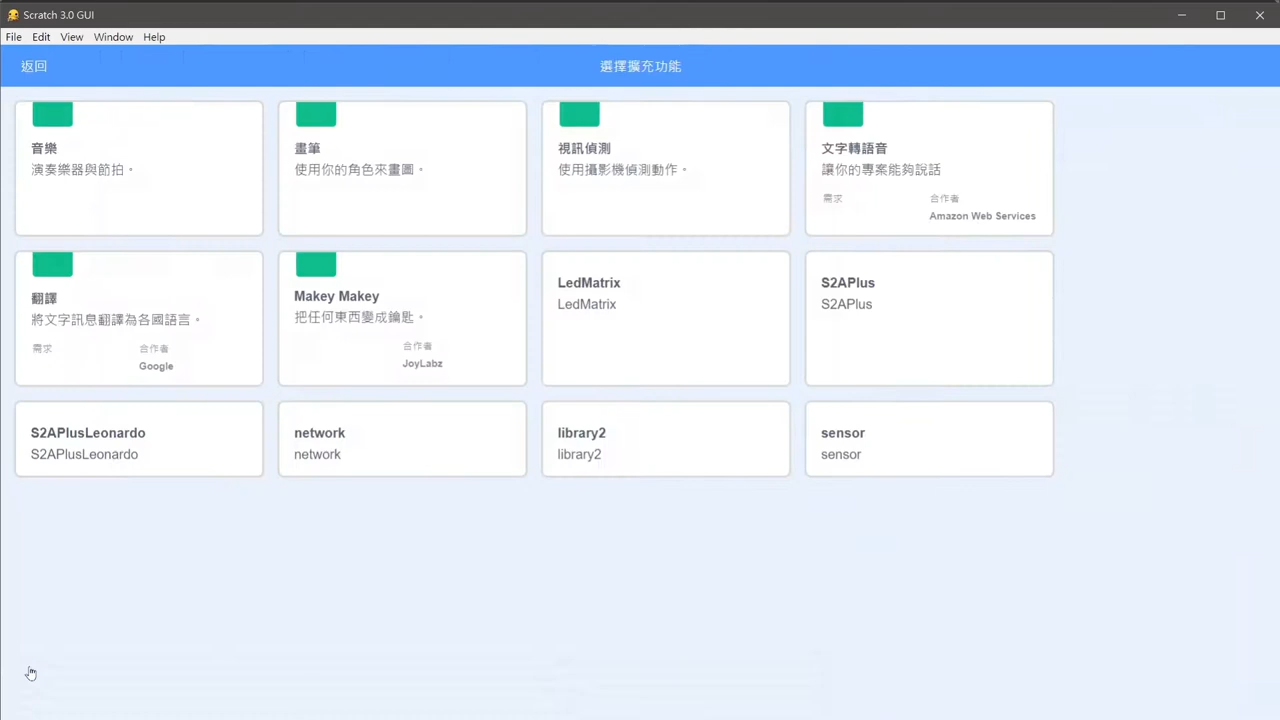 Scratch 3.0 GUI
File Edit View Window Help
返回
選擇擴充功能
音樂
演奏樂器與節拍。
畫筆
使用你的角色來畫圖。
視訊偵測
使用攝影機偵測動作。
文字轉語音
讓你的專案能夠說話
需求
合作者
Amazon Web Services
翻譯
將文字訊息翻譯為各國語言。
需求
合作者
Google
Makey Makey
把任何東西變成鑰匙。
合作者
JoyLabz
LedMatrix
LedMatrix
S2APlus
S2APlus
S2APlusLeonardo
S2APlusLeonardo
network
network
library2
library2
sensor
sensor